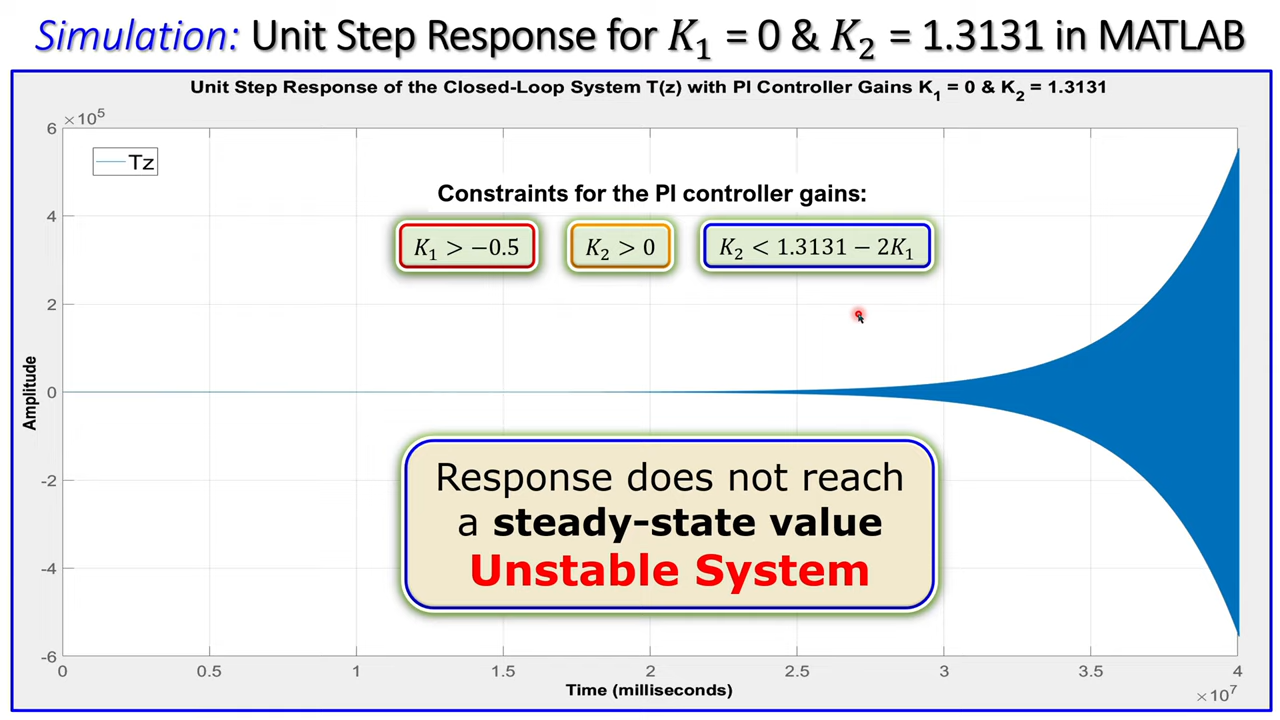 Simulation: Unit Step Response for K₁ = 0 & K₂ = 1.3131 in MATLAB
Unit Step Response of the Closed-Loop System T(z) with PI Controller Gains K₁ = 0 & K₂ = 1.3131
×10⁵
6
Tz
Constraints for the PI controller gains:
K₁ > −0.5
K₂ > 0
K₂ < 1.3131 − 2K₁
4
2
0
-2
-4
-6
Amplitude
Response does not reach
a steady-state value
Unstable System
0 0.5 1 1.5 2 2.5 3 3.5 4
Time (milliseconds)
×10⁷